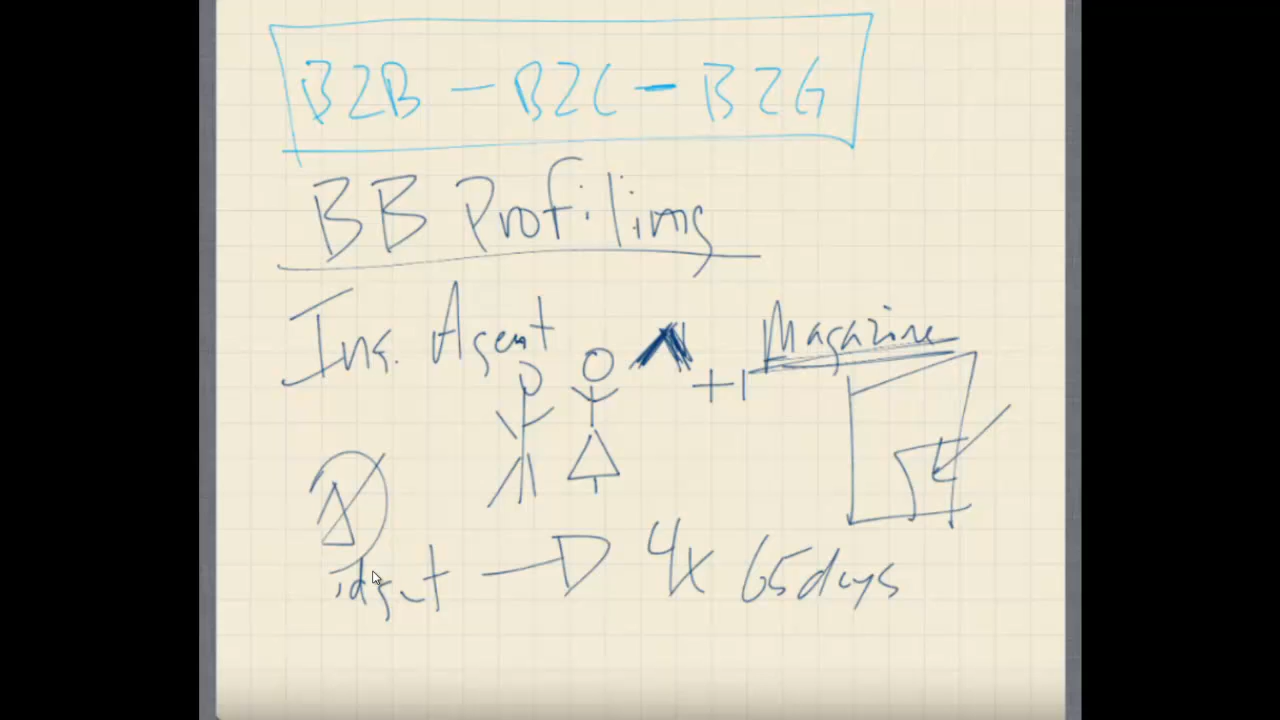 B2B - B2C - B2G
BB Profiling
Ins. Agent
+1 Magazine
4x 65days